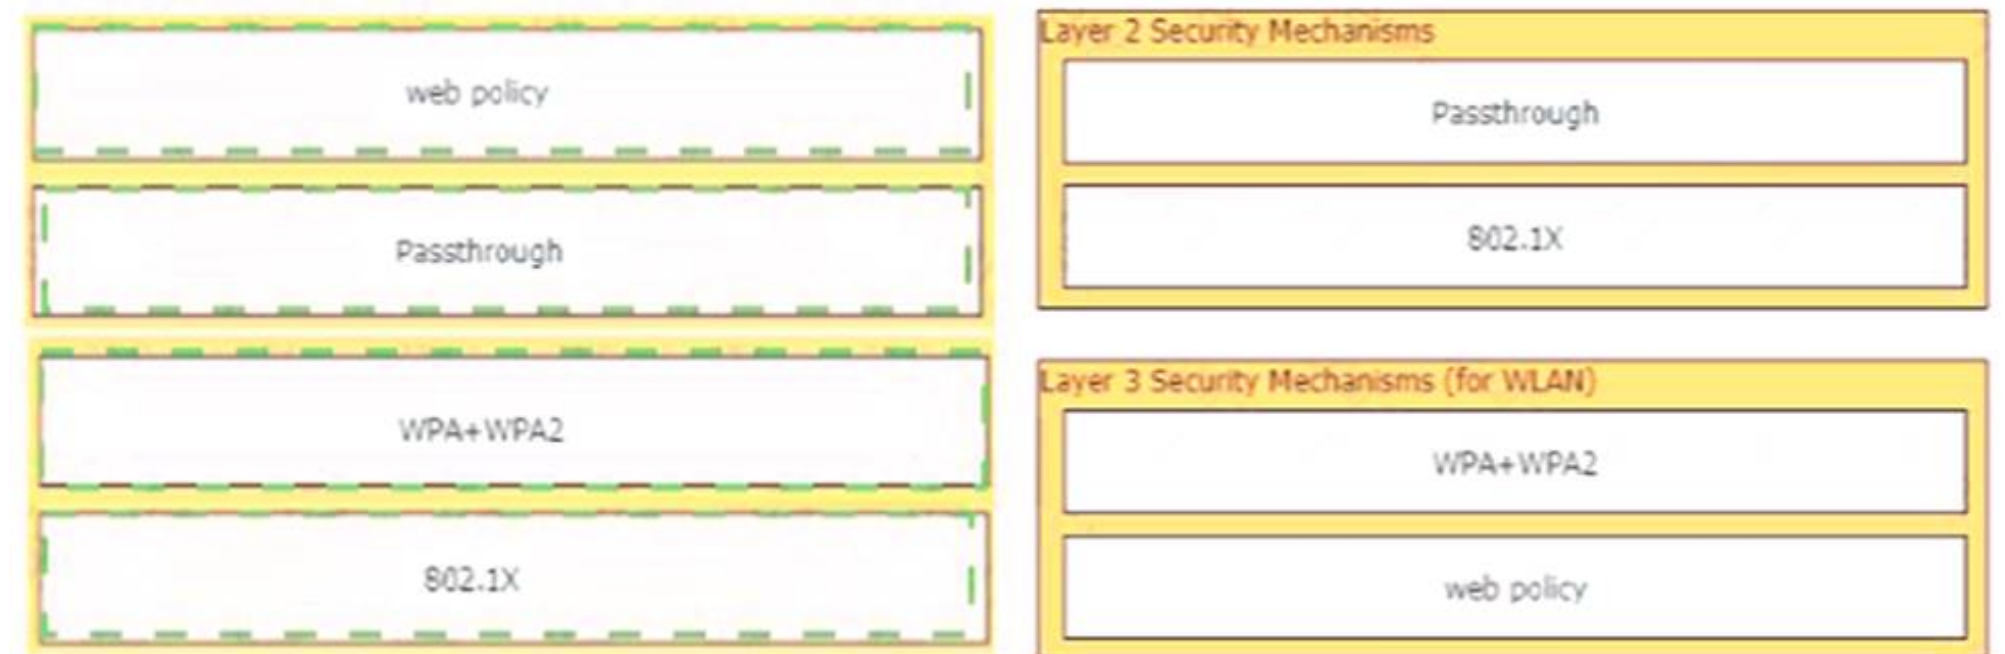 web policy
Passthrough
WPA+WPA2
802.1X
Layer 2 Security Mechanisms
Passthrough
802.1X
Layer 3 Security Mechanisms (for WLAN)
WPA+WPA2
web policy